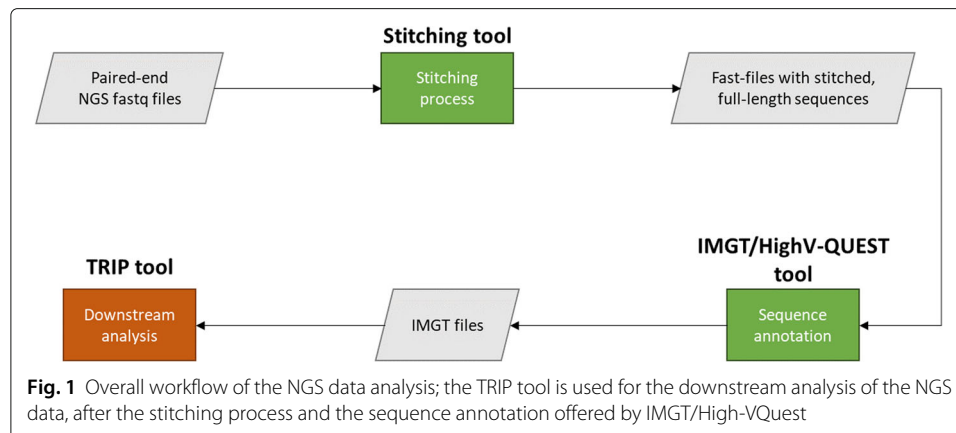 Stitching tool
Paired-end
NGS fastq files
Stitching
process
Fast-files with stitched,
full-length sequences
IMGT/HighV-QUEST
tool
TRIP tool
Downstream
analysis
IMGT files
Sequence
annotation
Fig. 1 Overall workflow of the NGS data analysis; the TRIP tool is used for the downstream analysis of the NGS
data, after the stitching process and the sequence annotation offered by IMGT/High-VQuest